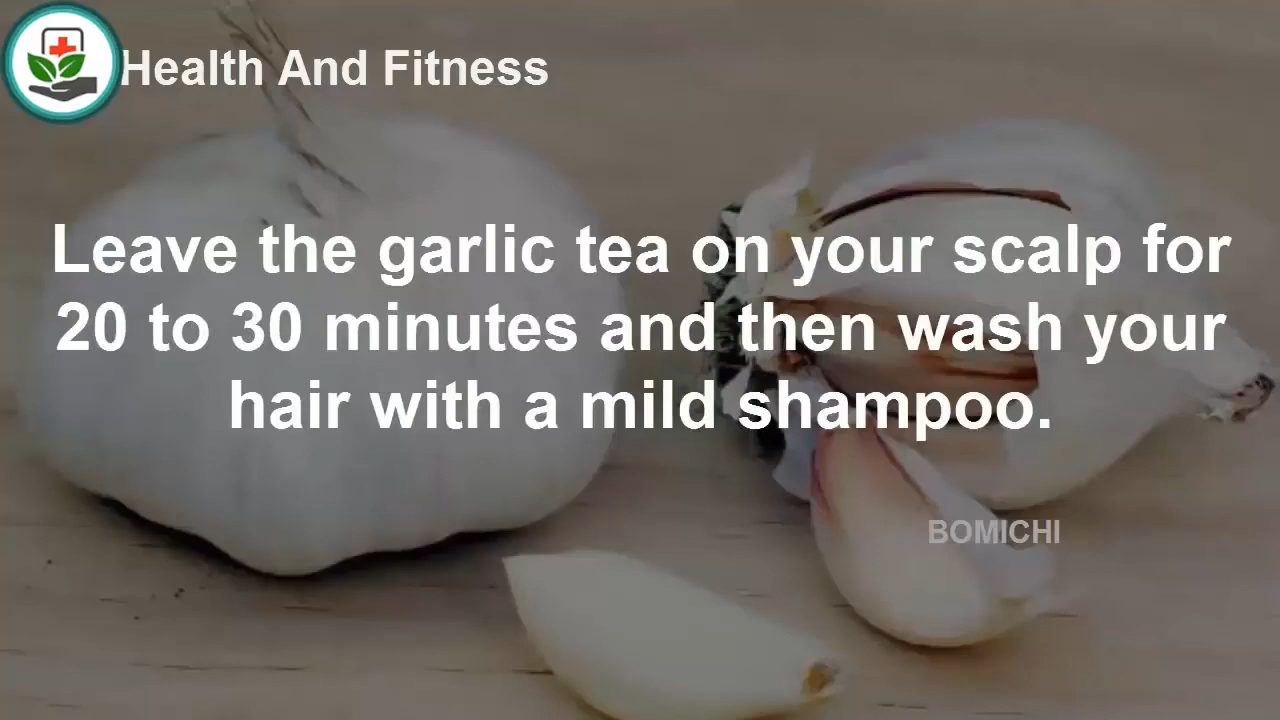 Health And Fitness
Leave the garlic tea on your scalp for
20 to 30 minutes and then wash your
hair with a mild shampoo.
BOMICHI